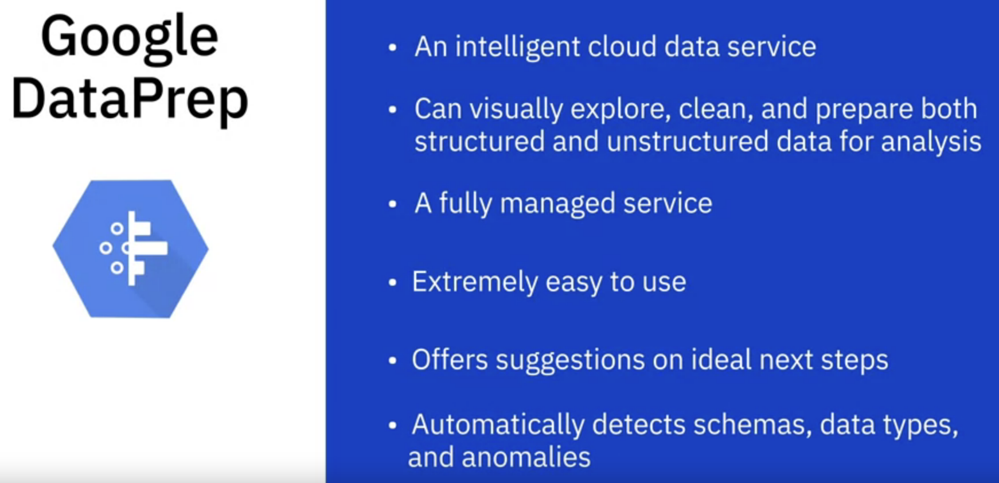 Google
DataPrep
• An intelligent cloud data service
• Can visually explore, clean, and prepare both
structured and unstructured data for analysis
• A fully managed service
• Extremely easy to use
• Offers suggestions on ideal next steps
• Automatically detects schemas, data types,
and anomalies